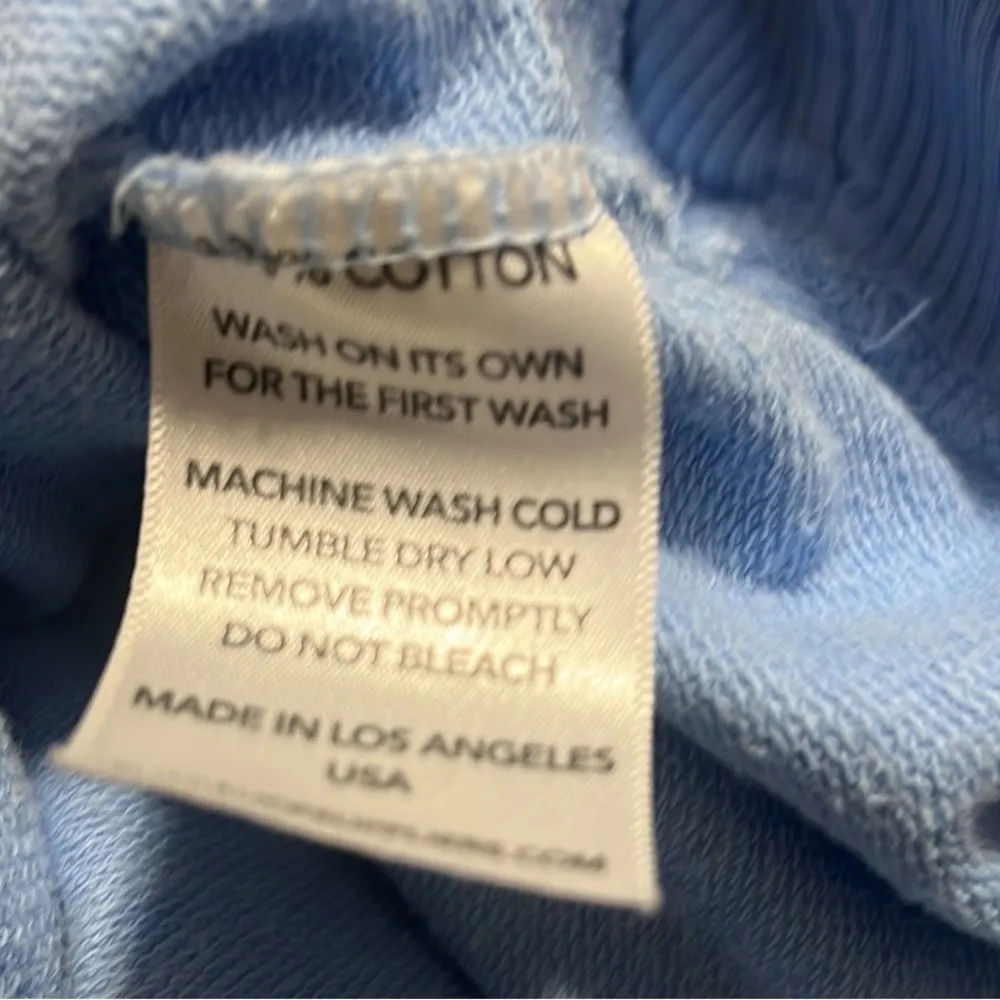 % COTTON
WASH ON ITS OWN
FOR THE FIRST WASH
MACHINE WASH COLD
TUMBLE DRY LOW
REMOVE PROMPTLY
DO NOT BLEACH
MADE IN LOS ANGELES
USA